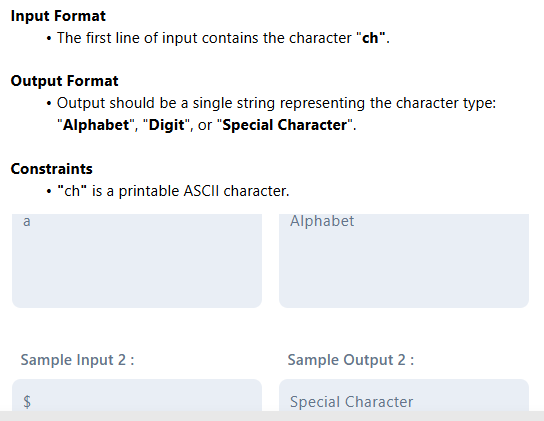 Input Format
• The first line of input contains the character "ch".
Output Format
• Output should be a single string representing the character type:
"Alphabet", "Digit", or "Special Character".
Constraints
• "ch" is a printable ASCII character.
a
Alphabet
Sample Input 2 :
Sample Output 2 :
$
Special Character